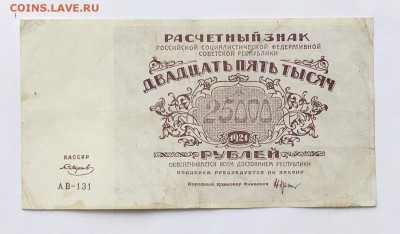 COINS.LAVE.RU
РАСЧЕТНЫЙ ЗНАК
РОССИЙСКОЙ СОЦИАЛИСТИЧЕСКОЙ ФЕДЕРАТИВНОЙ
СОВЕТСКОЙ РЕСПУБЛИКИ
ДВАДЦАТЬ ПЯТЬ ТЫСЯЧ
25000
1921
РУБЛЕЙ
ОБЕСПЕЧИВАЕТСЯ ВСЕМ ДОСТОЯНИЕМ РЕСПУБЛИКИ
ПОДДЕЛКА ПРЕСЛЕДУЕТСЯ ПО ЗАКОНУ
Народный Комиссар Финансов
КАССИР
АВ-131